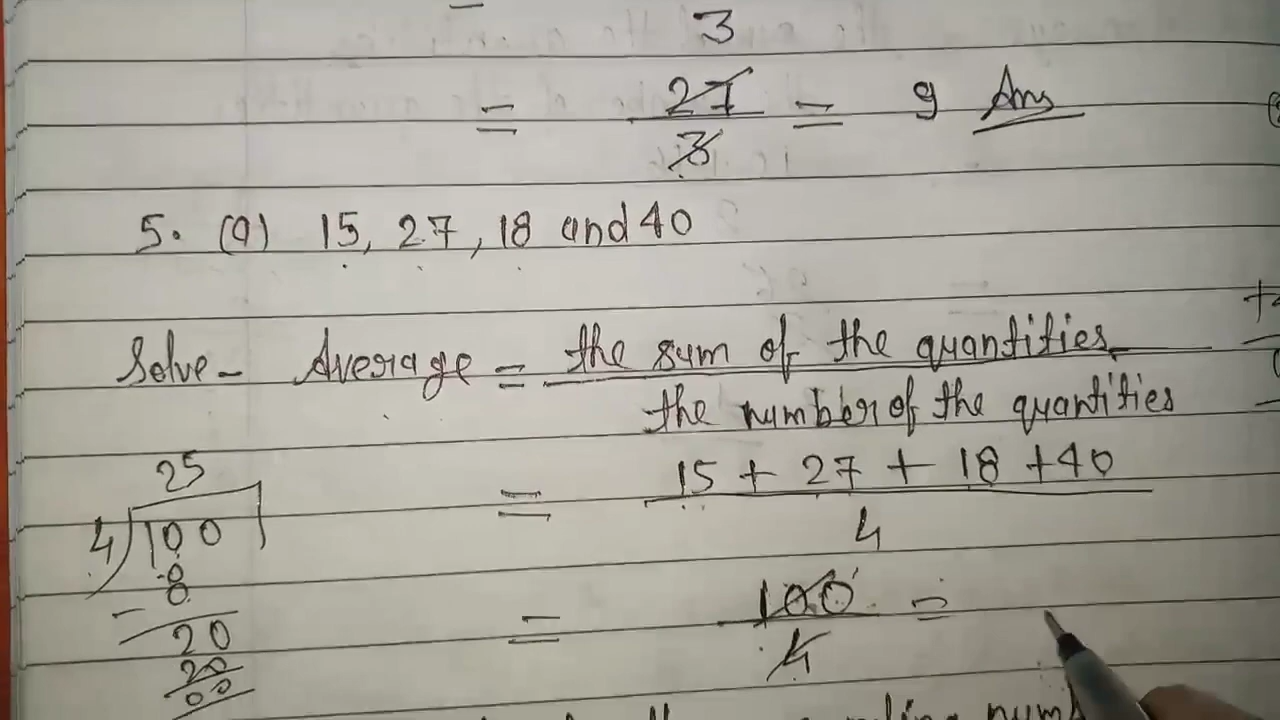 3
= 27 = 9 Ans
3
5. (a) 15, 27, 18 and 40
Solve - Average = the sum of the quantities
the number of the quantities
25
= 15 + 27 + 18 + 40
4
4) 100
- 8
= 100 =
4
20
20
00